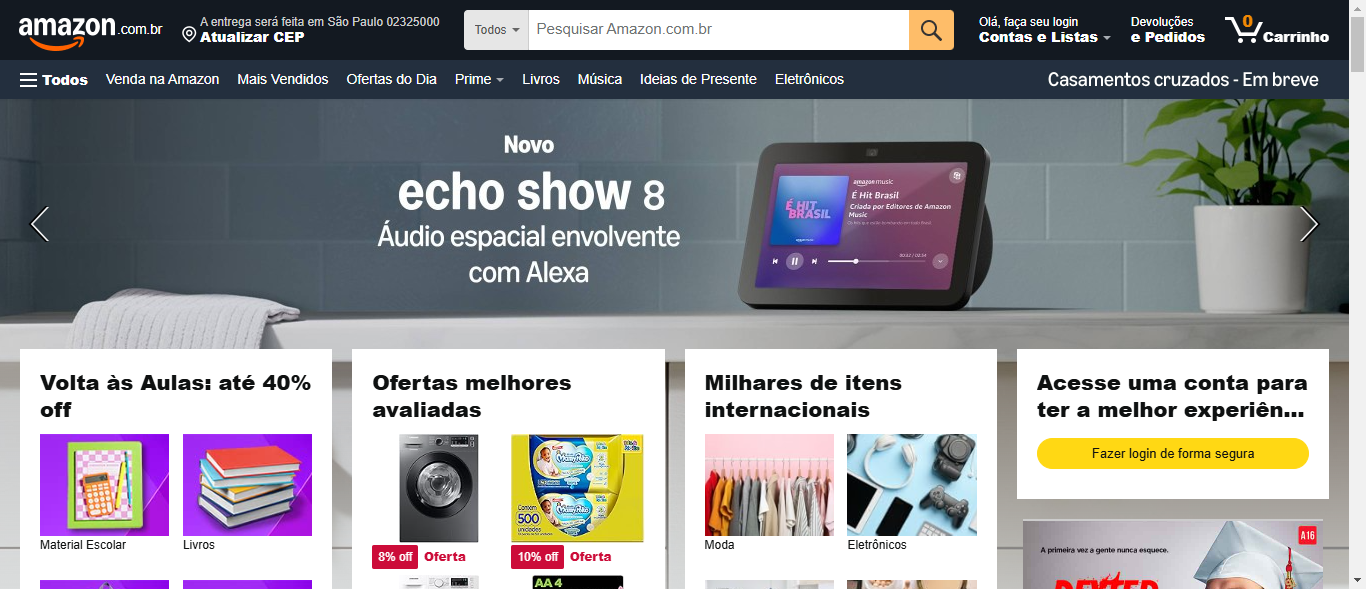 amazon.com.br
A entrega será feita em São Paulo 02325000
Atualizar CEP
Todos
Pesquisar Amazon.com.br
Olá, faça seu login
Contas e Listas
Devoluções
e Pedidos
0
Carrinho
Todos
Venda na Amazon
Mais Vendidos
Ofertas do Dia
Prime
Livros
Música
Ideias de Presente
Eletrônicos
Casamentos cruzados - Em breve
Novo
echo show 8
Áudio espacial envolvente
com Alexa
amazon music
É Hit Brasil
Criada por Editores de Amazon
Music
É HIT
BRASIL
Volta às Aulas: até 40%
off
Material Escolar
Livros
Ofertas melhores
avaliadas
Contém
500
unidades
8% off
Oferta
10% off
Oferta
AA 4
Milhares de itens
internacionais
Moda
Eletrônicos
Acesse uma conta para
ter a melhor experiên...
Fazer login de forma segura
A16
A primeira vez a gente nunca esquece.
DEXTER